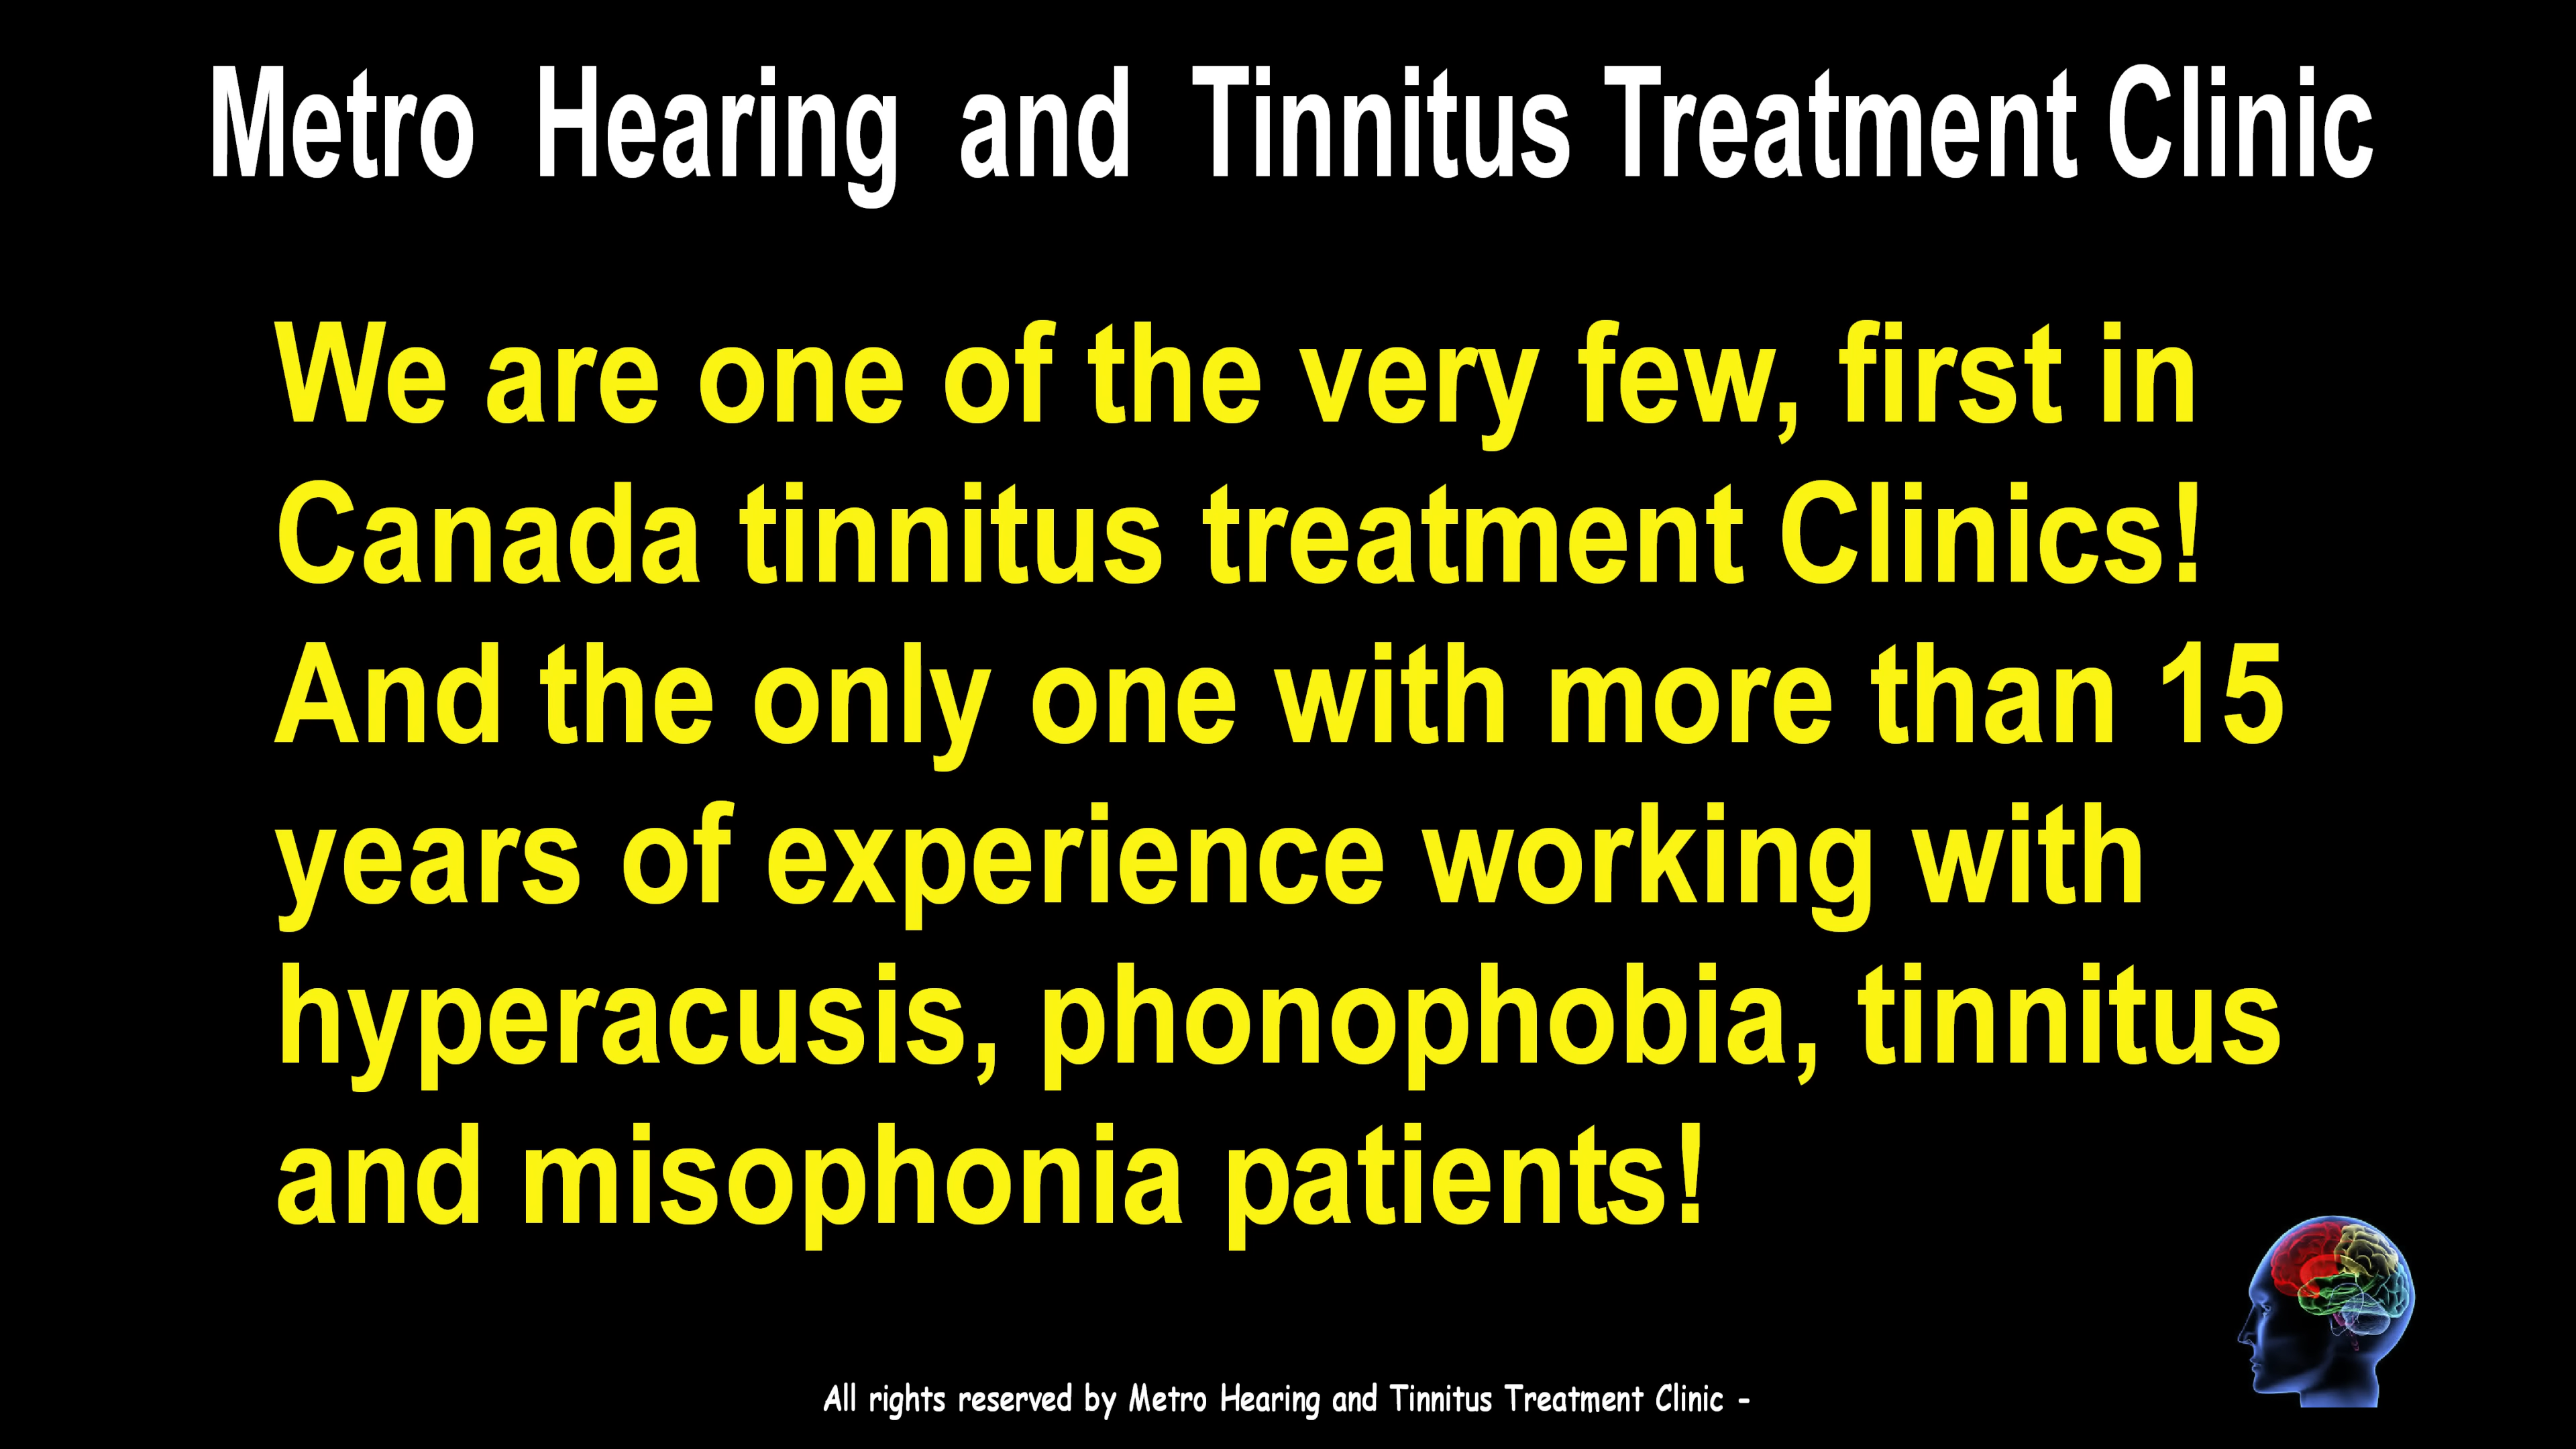 Metro Hearing and Tinnitus Treatment Clinic
We are one of the very few, first in
Canada tinnitus treatment Clinics!
And the only one with more than 15
years of experience working with
hyperacusis, phonophobia, tinnitus
and misophonia patients!
All rights reserved by Metro Hearing and Tinnitus Treatment Clinic -